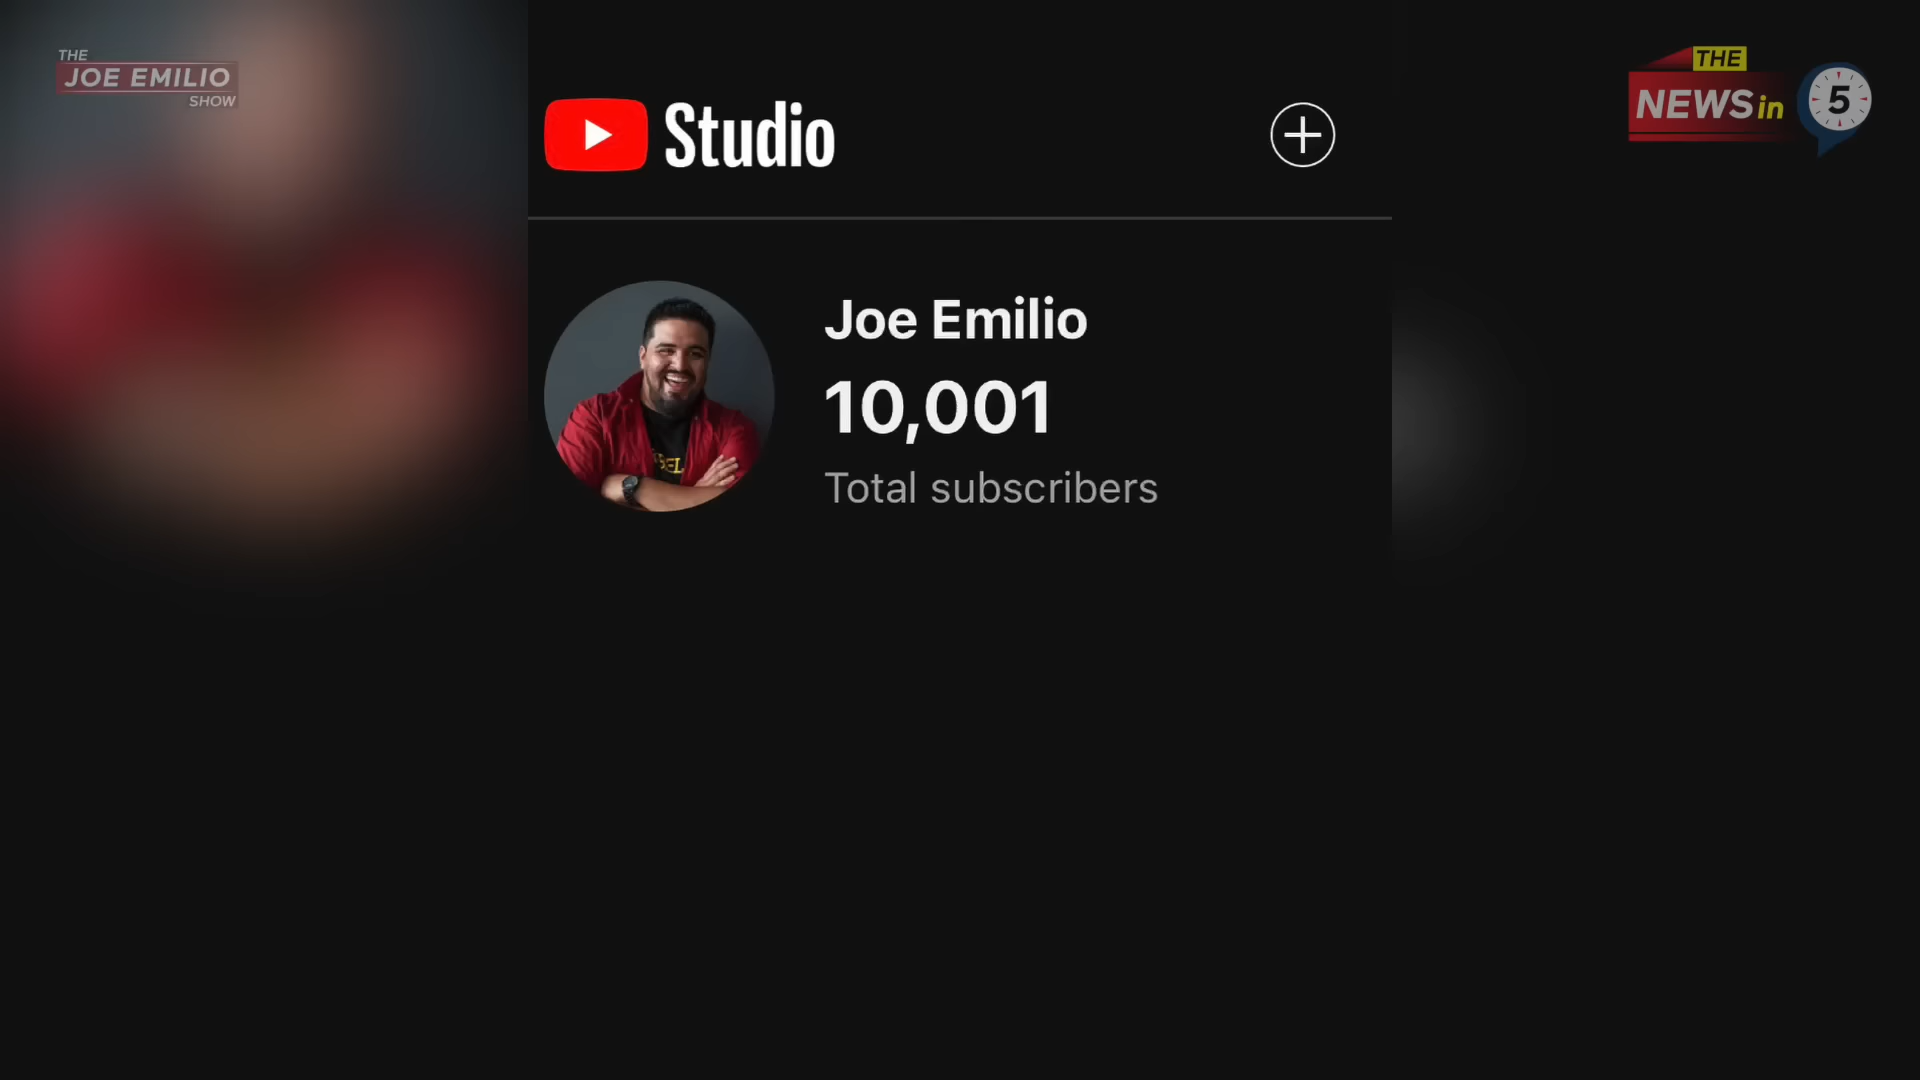 THE
JOE EMILIO
SHOW
THE
NEWS in 5
Studio
Joe Emilio
10,001
Total subscribers